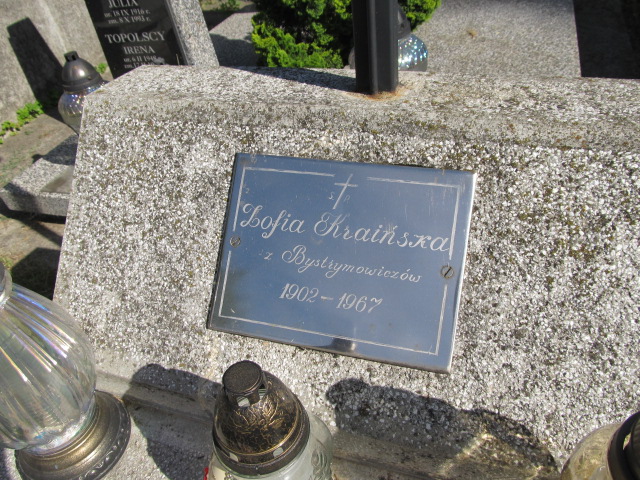 JULIA
TOPOLSCY
IRENA
Ś P
Zofia Kraińska
z Bystrymowiczów
1902-1967